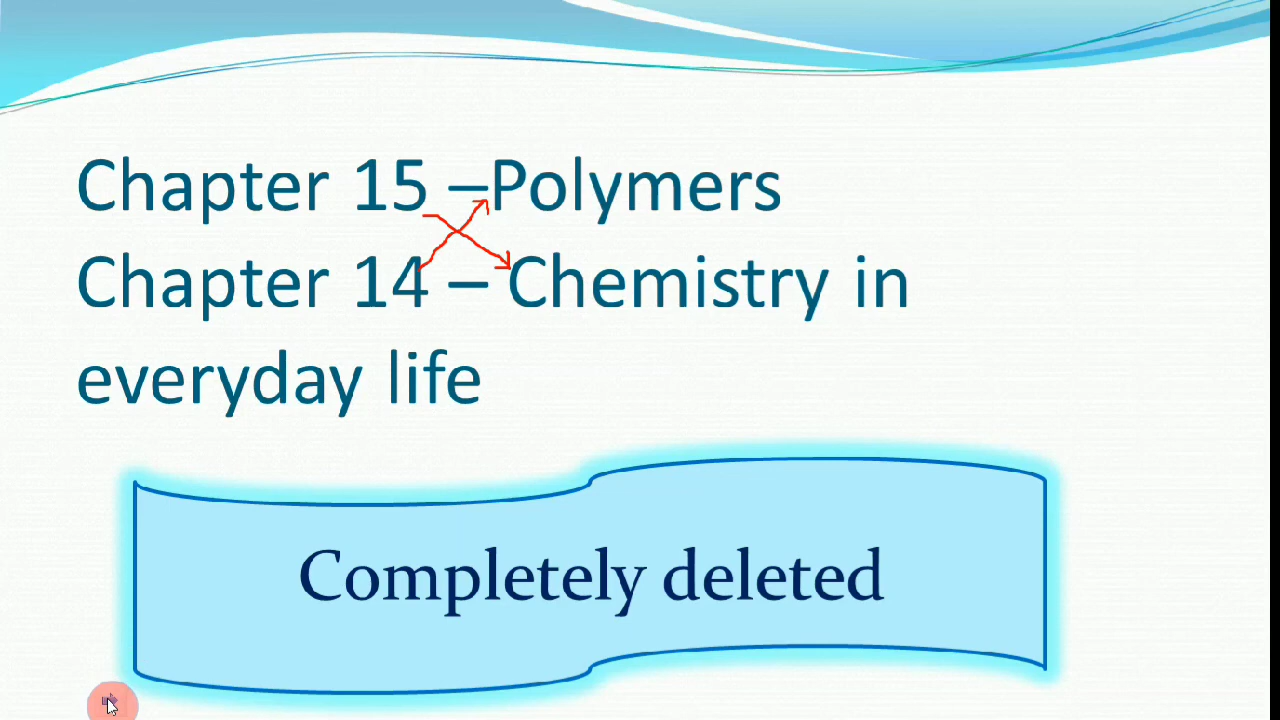 Chapter 15 –Polymers
Chapter 14 – Chemistry in
everyday life
Completely deleted